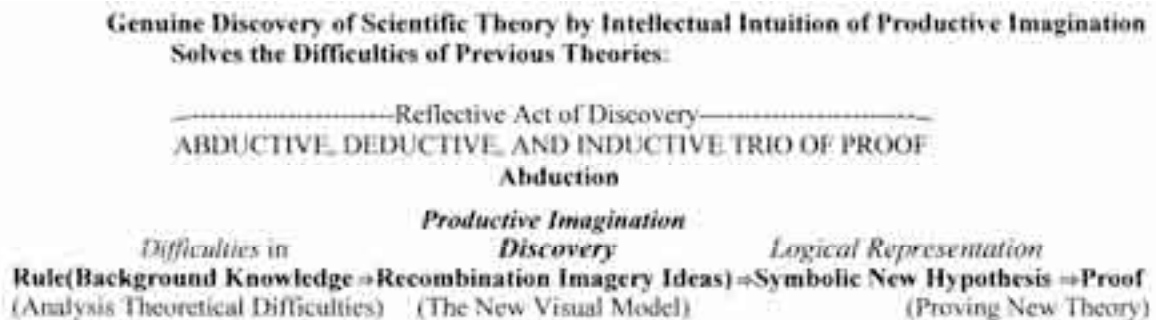 Genuine Discovery of Scientific Theory by Intellectual Intuition of Productive Imagination
Solves the Difficulties of Previous Theories:
-----------------------Reflective Act of Discovery-----------------------
ABDUCTIVE, DEDUCTIVE, AND INDUCTIVE TRIO OF PROOF
Abduction
Productive Imagination
Difficulties in Discovery Logical Representation
Rule(Background Knowledge⇒Recombination Imagery Ideas)⇒Symbolic New Hypothesis ⇒Proof
(Analysis Theoretical Difficulties) (The New Visual Model) (Proving New Theory)